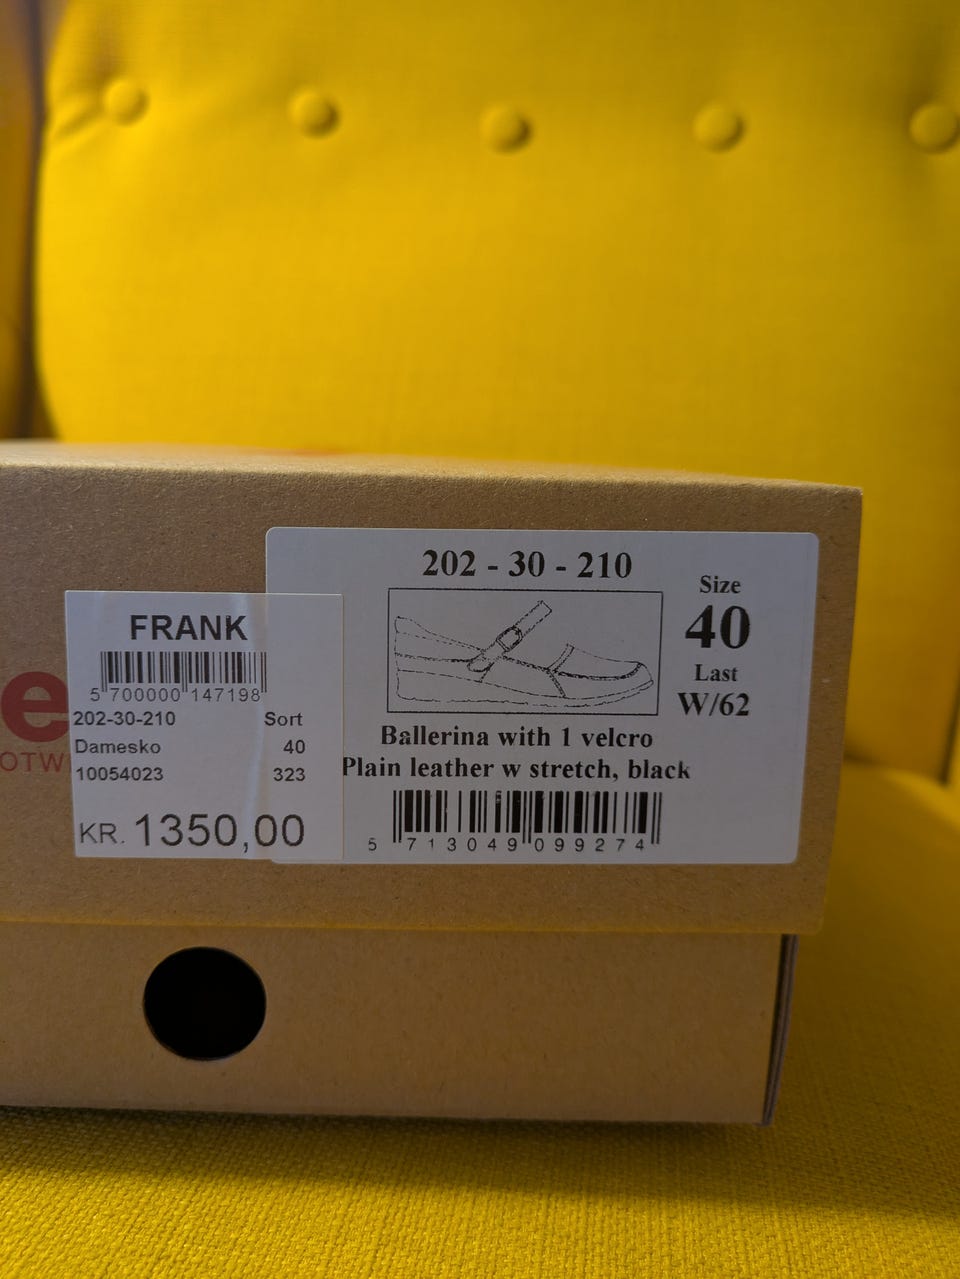 e
OTW
FRANK
5 700000 147198
202-30-210 Sort
Damesko 40
10054023 323
KR. 1350,00
202 - 30 - 210
Size
40
Last
W/62
Ballerina with 1 velcro
Plain leather w stretch, black
5 713049 099274